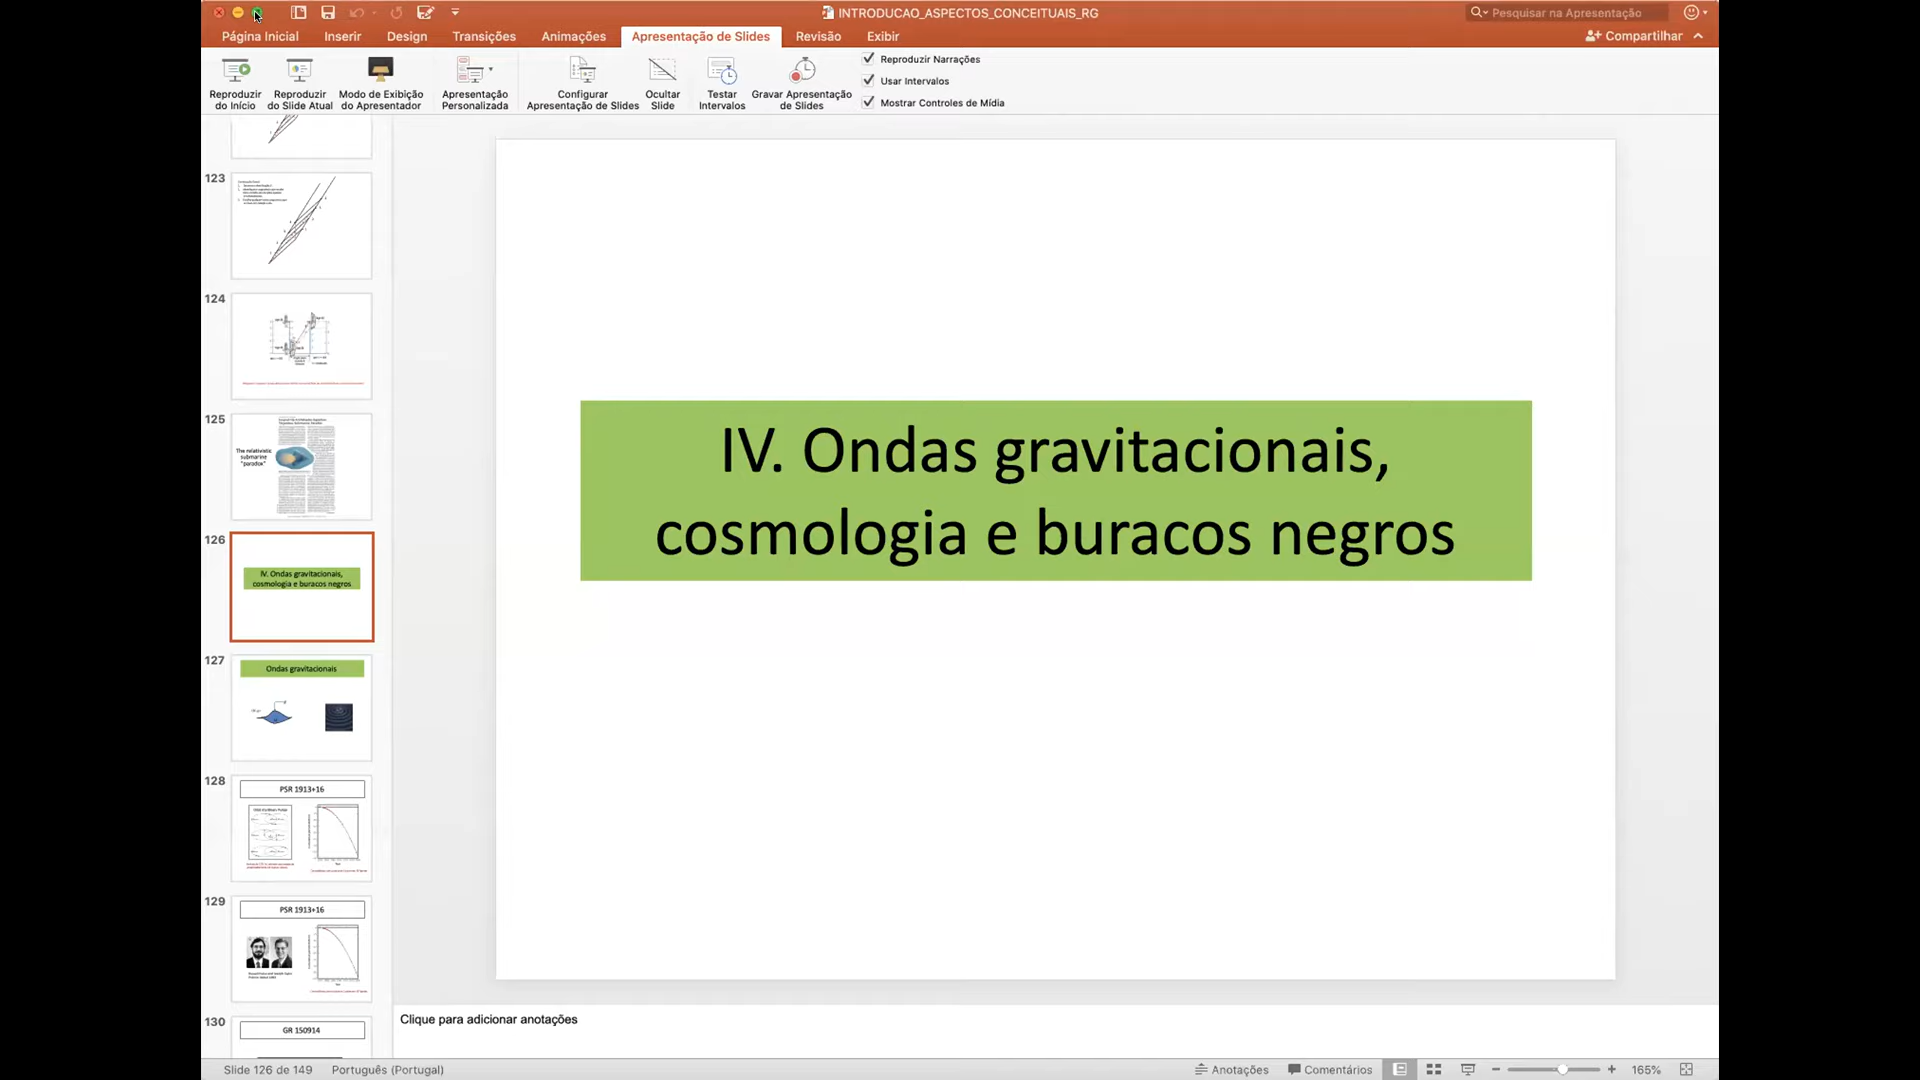 INTRODUCAO_ASPECTOS_CONCEITUAIS_RG
Pesquisar na Apresentação
Página Inicial
Inserir
Design
Transições
Animações
Apresentação de Slides
Revisão
Exibir
Compartilhar
Reproduzir
do Início
Reproduzir
do Slide Atual
Modo de Exibição
do Apresentador
Apresentação
Personalizada
Configurar
Apresentação de Slides
Ocultar
Slide
Testar
Intervalos
Gravar Apresentação
de Slides
Reproduzir Narrações
Usar Intervalos
Mostrar Controles de Mídia
123
124
125
The relativistic
submarine
"paradox"
126
IV. Ondas gravitacionais,
cosmologia e buracos negros
127
Ondas gravitacionais
128
PSR 1913+16
129
PSR 1913+16
130
GR 150914
IV. Ondas gravitacionais,
cosmologia e buracos negros
Clique para adicionar anotações
Slide 126 de 149
Português (Portugal)
Anotações
Comentários
165%